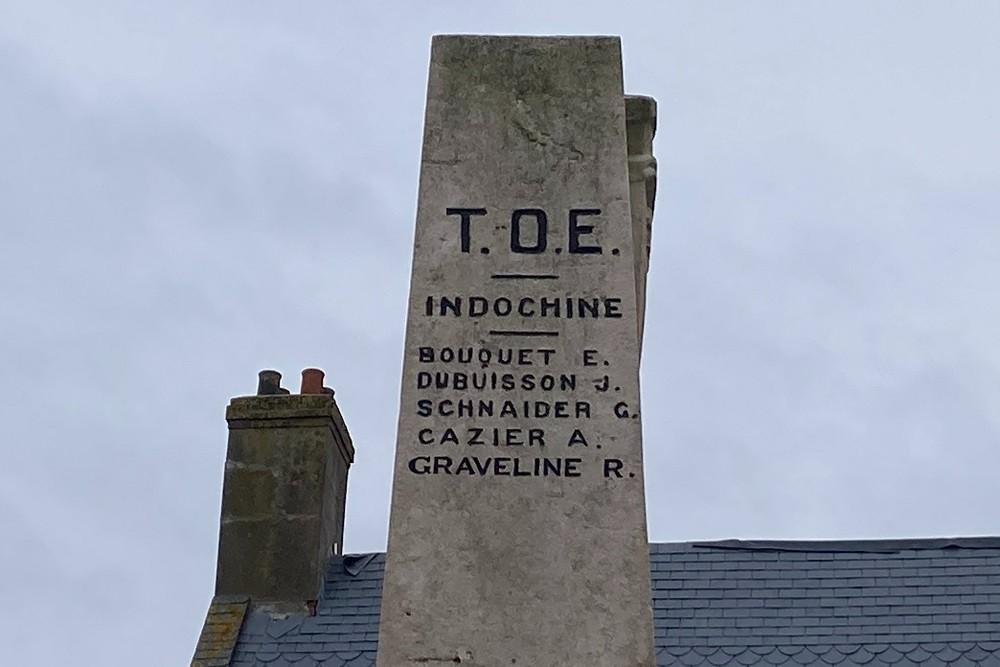 T.O.E.
INDOCHINE
BOUQUET E.
DUBUISSON J.
SCHNAIDER G.
CAZIER A.
GRAVELINE R.